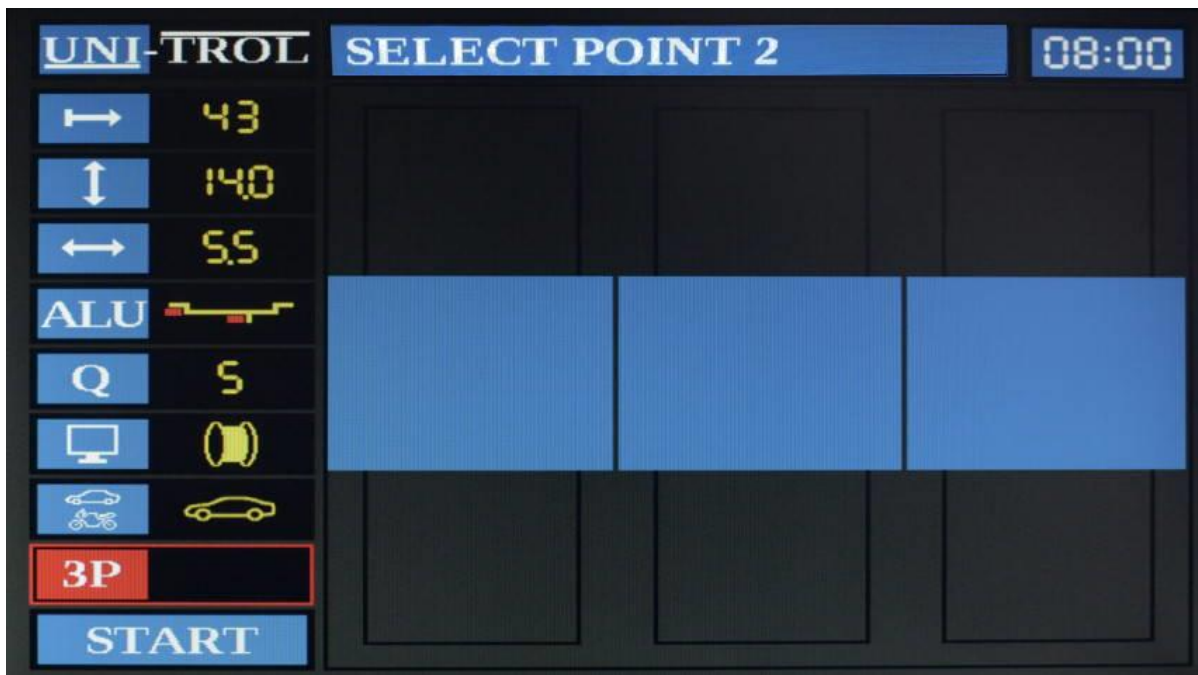 UNI-TROL SELECT POINT 2 08:00
43
14.0
5.5
ALU
Q 5
3P
START